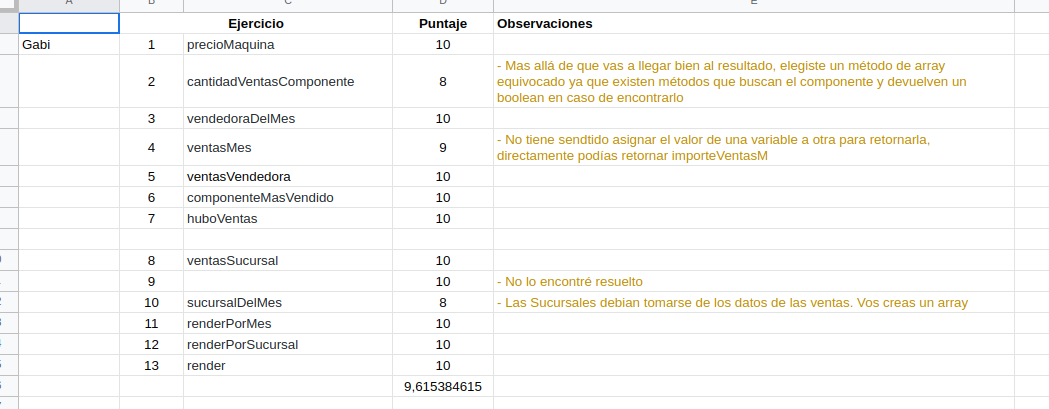 A B C D E
Ejercicio Puntaje Observaciones
Gabi 1 precioMaquina 10
- Mas allá de que vas a llegar bien al resultado, elegiste un método de array
2 cantidadVentasComponente 8 equivocado ya que existen métodos que buscan el componente y devuelven un
boolean en caso de encontrarlo
3 vendedoraDelMes 10
- No tiene sendtido asignar el valor de una variable a otra para retornarla,
4 ventasMes 9
directamente podías retornar importeVentasM
5 ventasVendedora 10
6 componenteMasVendido 10
7 huboVentas 10
8 ventasSucursal 10
9 10 - No lo encontré resuelto
10 sucursalDelMes 8 - Las Sucursales debian tomarse de los datos de las ventas. Vos creas un array
11 renderPorMes 10
12 renderPorSucursal 10
13 render 10
9,615384615